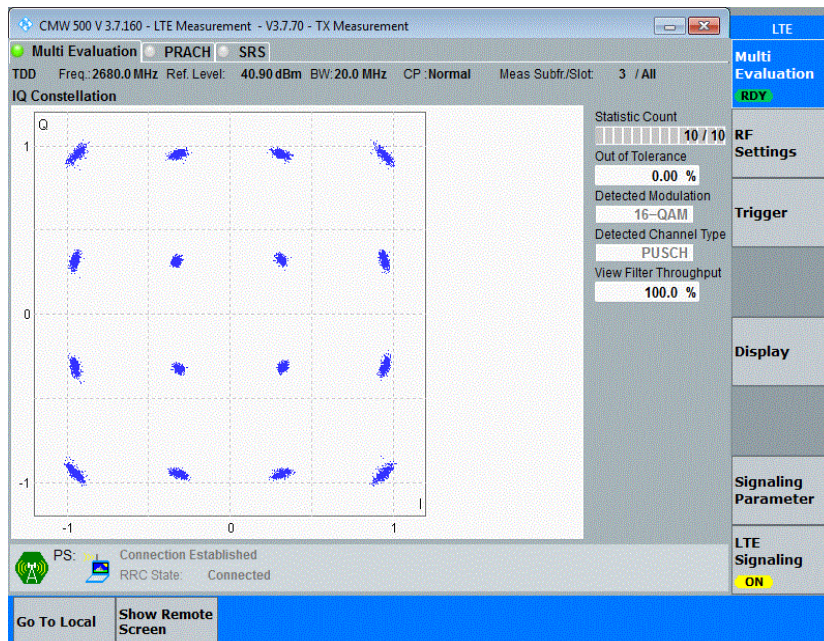 CMW 500 V 3.7.160 - LTE Measurement - V3.7.70 - TX Measurement
LTE
Multi Evaluation PRACH SRS
Multi
Evaluation
RDY
TDD Freq.: 2680.0 MHz Ref. Level: 40.90 dBm BW: 20.0 MHz CP : Normal Meas Subfr./Slot: 3 / All
IQ Constellation
Q
1
0
-1
-1
0
1
I
Statistic Count
10 / 10
Out of Tolerance
0.00 %
Detected Modulation
16-QAM
Detected Channel Type
PUSCH
View Filter Throughput
100.0 %
RF
Settings
Trigger
Display
Signaling
Parameter
LTE
Signaling
ON
PS: Connection Established
RRC State: Connected
Go To Local
Show Remote
Screen